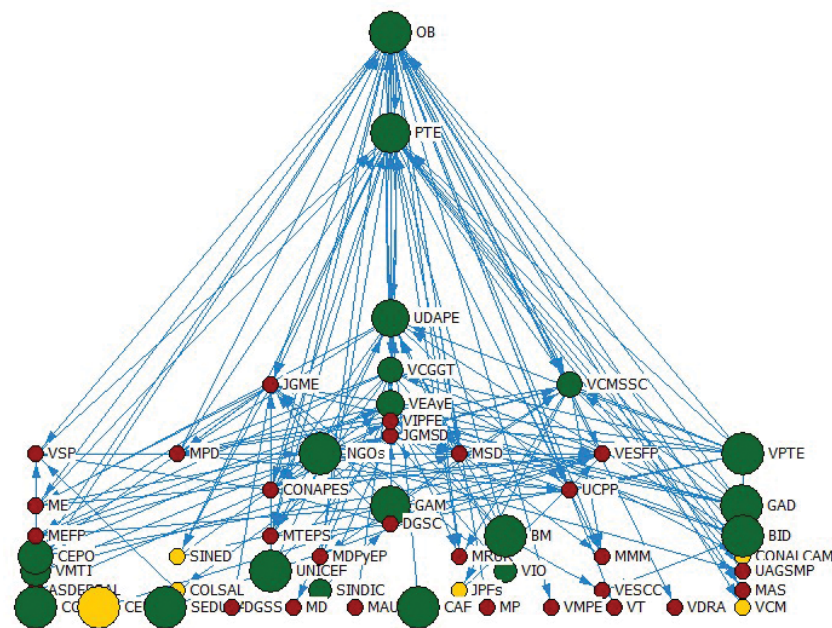 OB
PTE
UDAPE
VCGGT
JGME
VCMSSC
VEAyE
VIPFE
JGMSD
VSP
MPD
NGOs
MSD
VESFP
VPTE
CONAPES
UCPP
ME
GAM
GAD
DGSC
MEFP
MTEPS
BM
BID
CEPO
SINED
MDPyEP
MMM
CONALCAM
VMTI
UNICEF
VIO
UAGSMP
COLSAL
SINDIC
JPFs
VESCC
MAS
SEDU
DGSS
MD
MAU
CAF
MP
VMPE
VT
VDRA
VCM